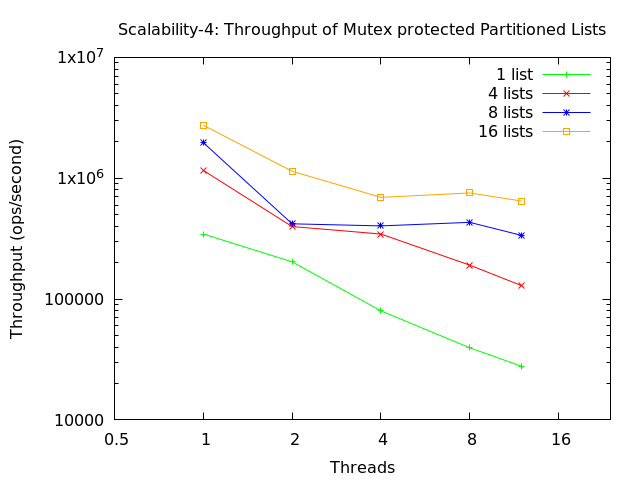 Scalability-4: Throughput of Mutex protected Partitioned Lists
1x10^7
1 list
4 lists
8 lists
16 lists
1x10^6
Throughput (ops/second)
100000
10000
0.5 1 2 4 8 16
Threads